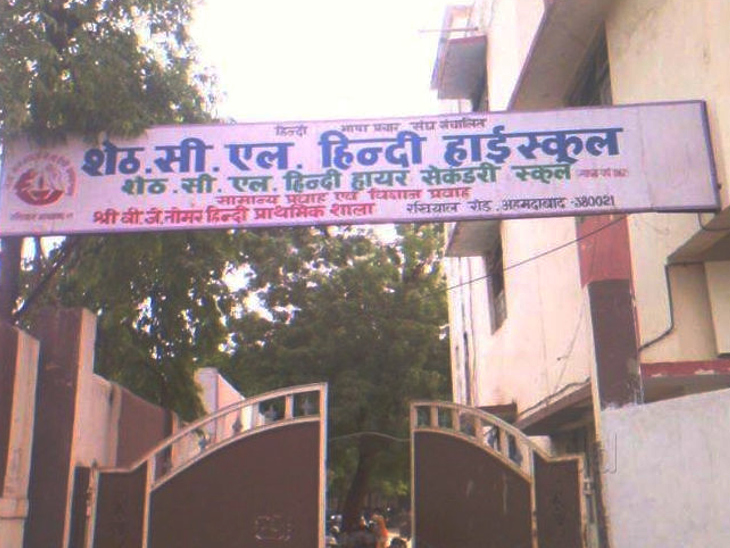 हिन्दी भाषा प्रचार संघ संचालित
शेठ.सी.एल. हिन्दी हाईस्कूल
शेठ.सी.एल.हिन्दी हायर सेकंडरी स्कूल
सामान्य प्रवाह एवं विज्ञान प्रवाह
श्री वी.जे.गोमर हिन्दी प्राथमिक शाला
रखियाल रोड, अहमदाबाद-380021